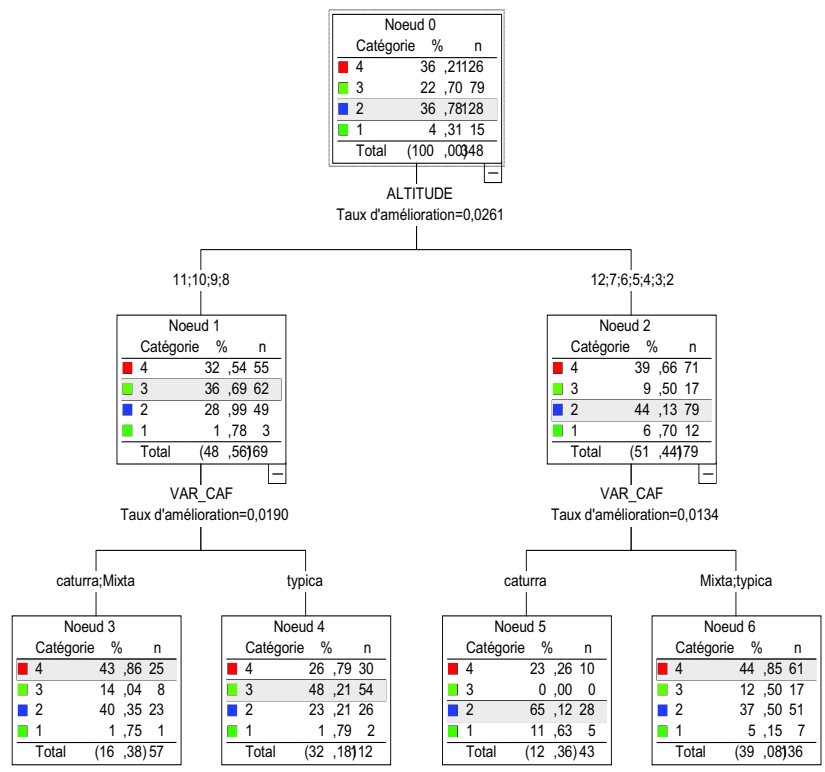 Noeud 0
Catégorie % n
4 36 ,21 126
3 22 ,70 79
2 36 ,78 128
1 4 ,31 15
Total (100 ,00) 348
ALTITUDE
Taux d'amélioration=0,0261
11;10;9;8
12;7;6;5;4;3;2
Noeud 1
Catégorie % n
4 32 ,54 55
3 36 ,69 62
2 28 ,99 49
1 1 ,78 3
Total (48 ,56) 169
VAR_CAF
Taux d'amélioration=0,0190
Noeud 2
Catégorie % n
4 39 ,66 71
3 9 ,50 17
2 44 ,13 79
1 6 ,70 12
Total (51 ,44) 179
VAR_CAF
Taux d'amélioration=0,0134
caturra;Mixta
typica
caturra
Mixta;typica
Noeud 3
Catégorie % n
4 43 ,86 25
3 14 ,04 8
2 40 ,35 23
1 1 ,75 1
Total (16 ,38) 57
Noeud 4
Catégorie % n
4 26 ,79 30
3 48 ,21 54
2 23 ,21 26
1 1 ,79 2
Total (32 ,18) 112
Noeud 5
Catégorie % n
4 23 ,26 10
3 0 ,00 0
2 65 ,12 28
1 11 ,63 5
Total (12 ,36) 43
Noeud 6
Catégorie % n
4 44 ,85 61
3 12 ,50 17
2 37 ,50 51
1 5 ,15 7
Total (39 ,08) 136